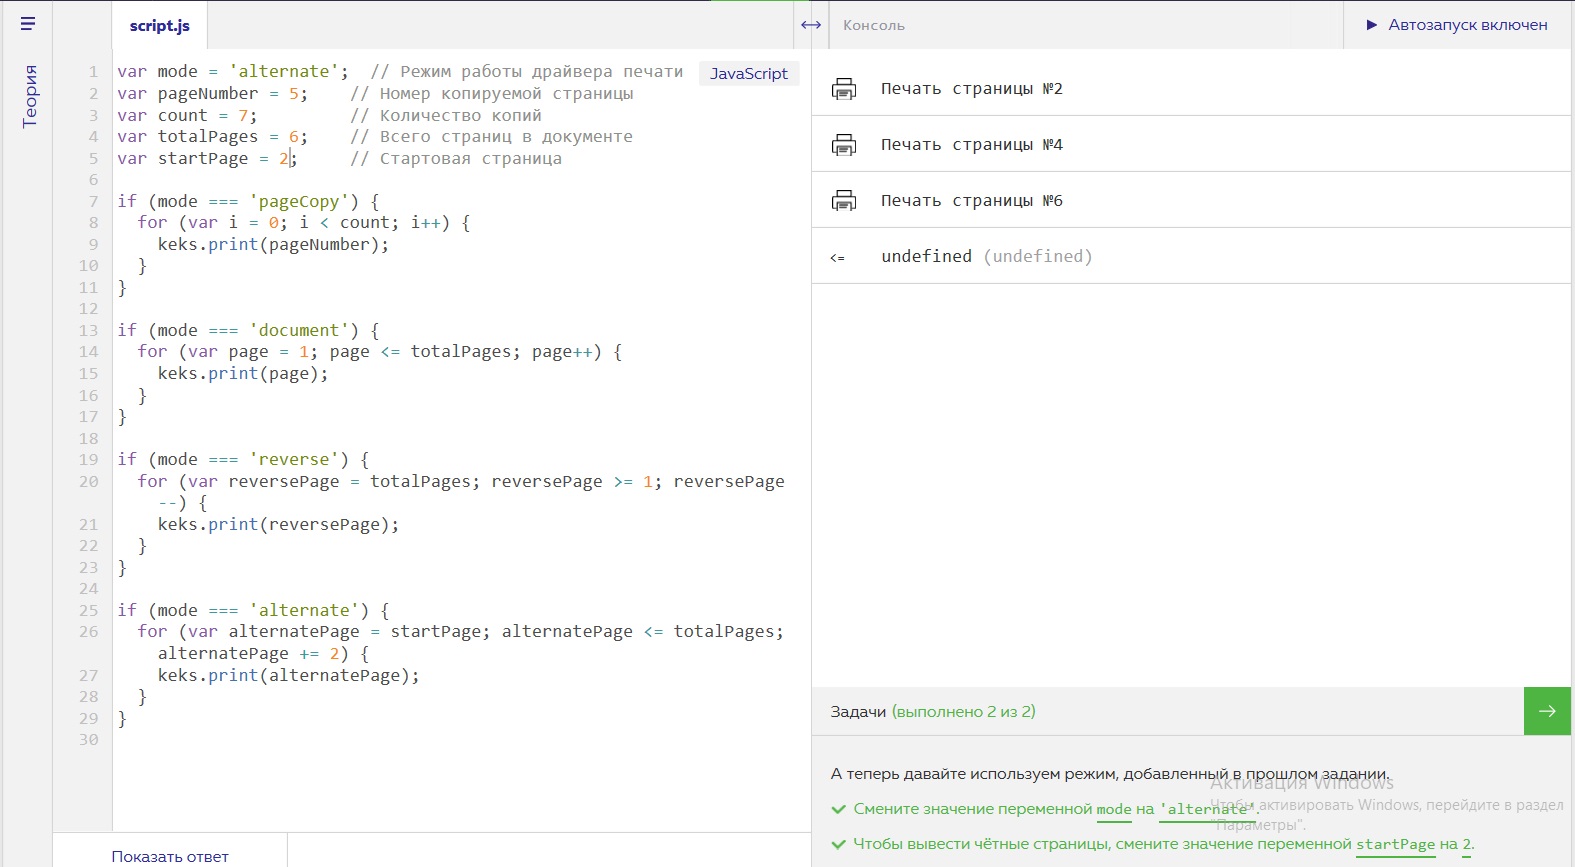 script.js
Консоль
Автозапуск включен
Теория
JavaScript
1 var mode = 'alternate';  // Режим работы драйвера печати
2 var pageNumber = 5;    // Номер копируемой страницы
3 var count = 7;         // Количество копий
4 var totalPages = 6;    // Всего страниц в документе
5 var startPage = 2;     // Стартовая страница
6
7 if (mode === 'pageCopy') {
8   for (var i = 0; i < count; i++) {
9     keks.print(pageNumber);
10   }
11 }
12
13 if (mode === 'document') {
14   for (var page = 1; page <= totalPages; page++) {
15     keks.print(page);
16   }
17 }
18
19 if (mode === 'reverse') {
20   for (var reversePage = totalPages; reversePage >= 1; reversePage
--) {
21     keks.print(reversePage);
22   }
23 }
24
25 if (mode === 'alternate') {
26   for (var alternatePage = startPage; alternatePage <= totalPages;
alternatePage += 2) {
27     keks.print(alternatePage);
28   }
29 }
30
Показать ответ
Печать страницы №2
Печать страницы №4
Печать страницы №6
<= undefined (undefined)
Задачи (выполнено 2 из 2)
А теперь давайте используем режим, добавленный в прошлом задании.
Смените значение переменной mode на 'alternate'.
Чтобы вывести чётные страницы, смените значение переменной startPage на 2.
Активация Windows
Чтобы активировать Windows, перейдите в раздел
"Параметры".